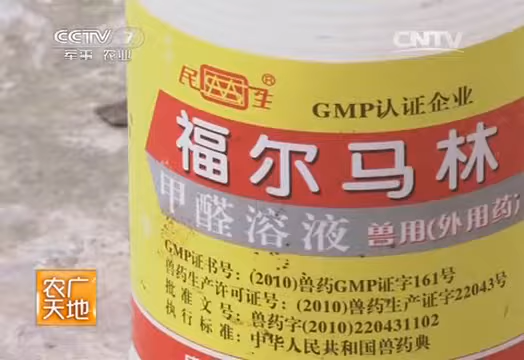 CCTV 7
军事 农业
CNTV
民 生 ®
GMP认证企业
福尔马林
甲醛溶液 兽用(外用药)
GMP证书号: (2010)兽药GMP证字161号
兽药生产许可证号: (2010)兽药生产证字22043号
批准文号: 兽药字(2010)220431102
执行标准: 中华人民共和国兽药典
农广
天地